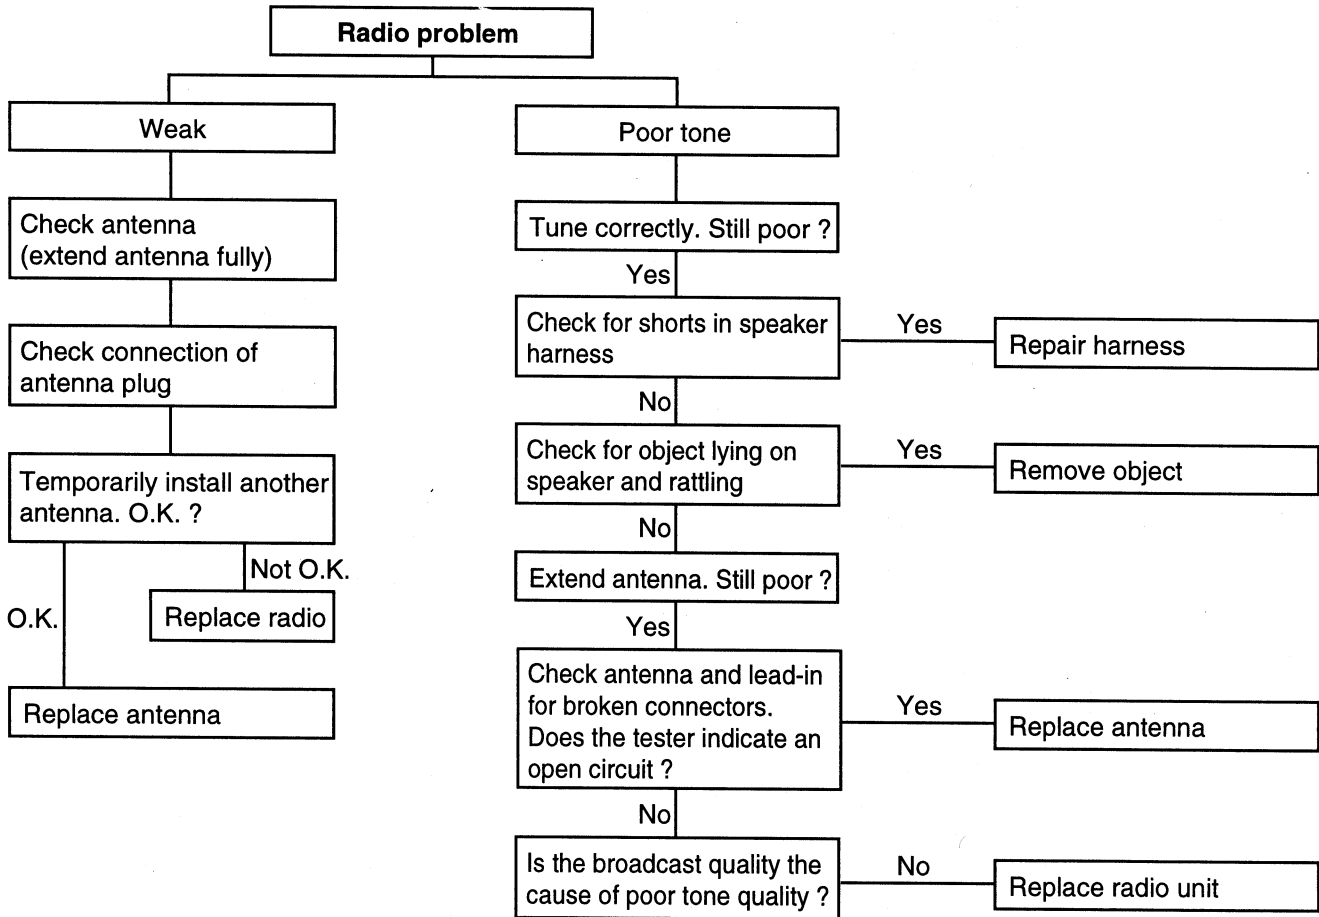 Radio problem
Weak
Check antenna
(extend antenna fully)
Check connection of
antenna plug
Temporarily install another
antenna. O.K. ?
Not O.K.
Replace radio
O.K.
Replace antenna
Poor tone
Tune correctly. Still poor ?
Yes
Check for shorts in speaker
harness
Yes
Repair harness
No
Check for object lying on
speaker and rattling
Yes
Remove object
No
Extend antenna. Still poor ?
Yes
Check antenna and lead-in
for broken connectors.
Does the tester indicate an
open circuit ?
Yes
Replace antenna
No
Is the broadcast quality the
cause of poor tone quality ?
No
Replace radio unit